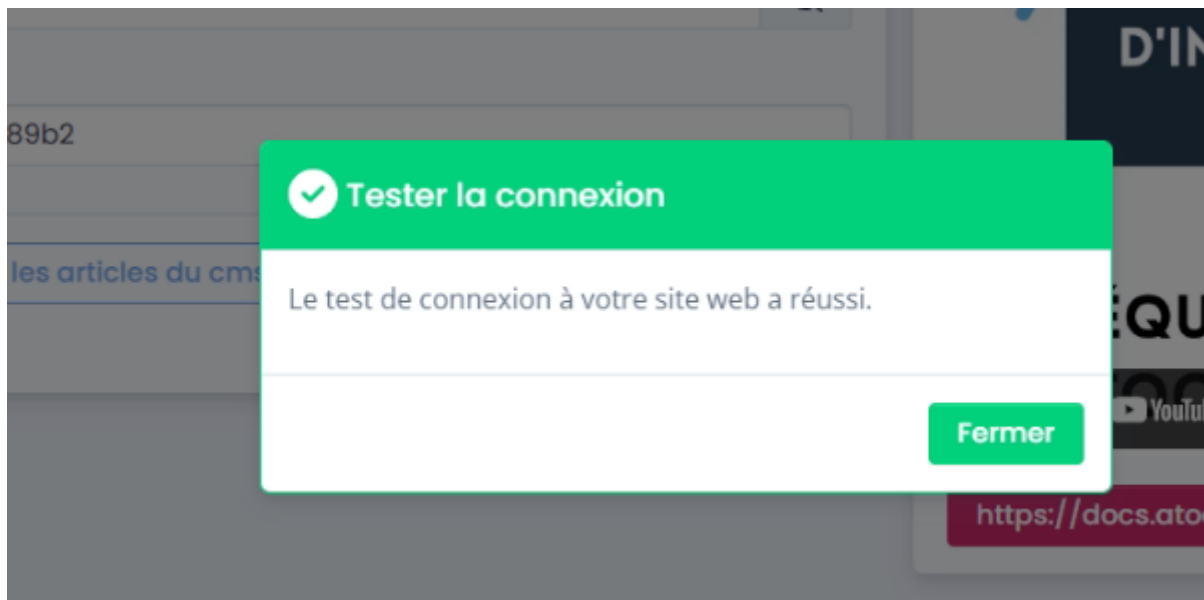 D'IN
89b2
Tester la connexion
les articles du cms
Le test de connexion à votre site web a réussi.
ÉQU
YouTu
Fermer
https://docs.ato